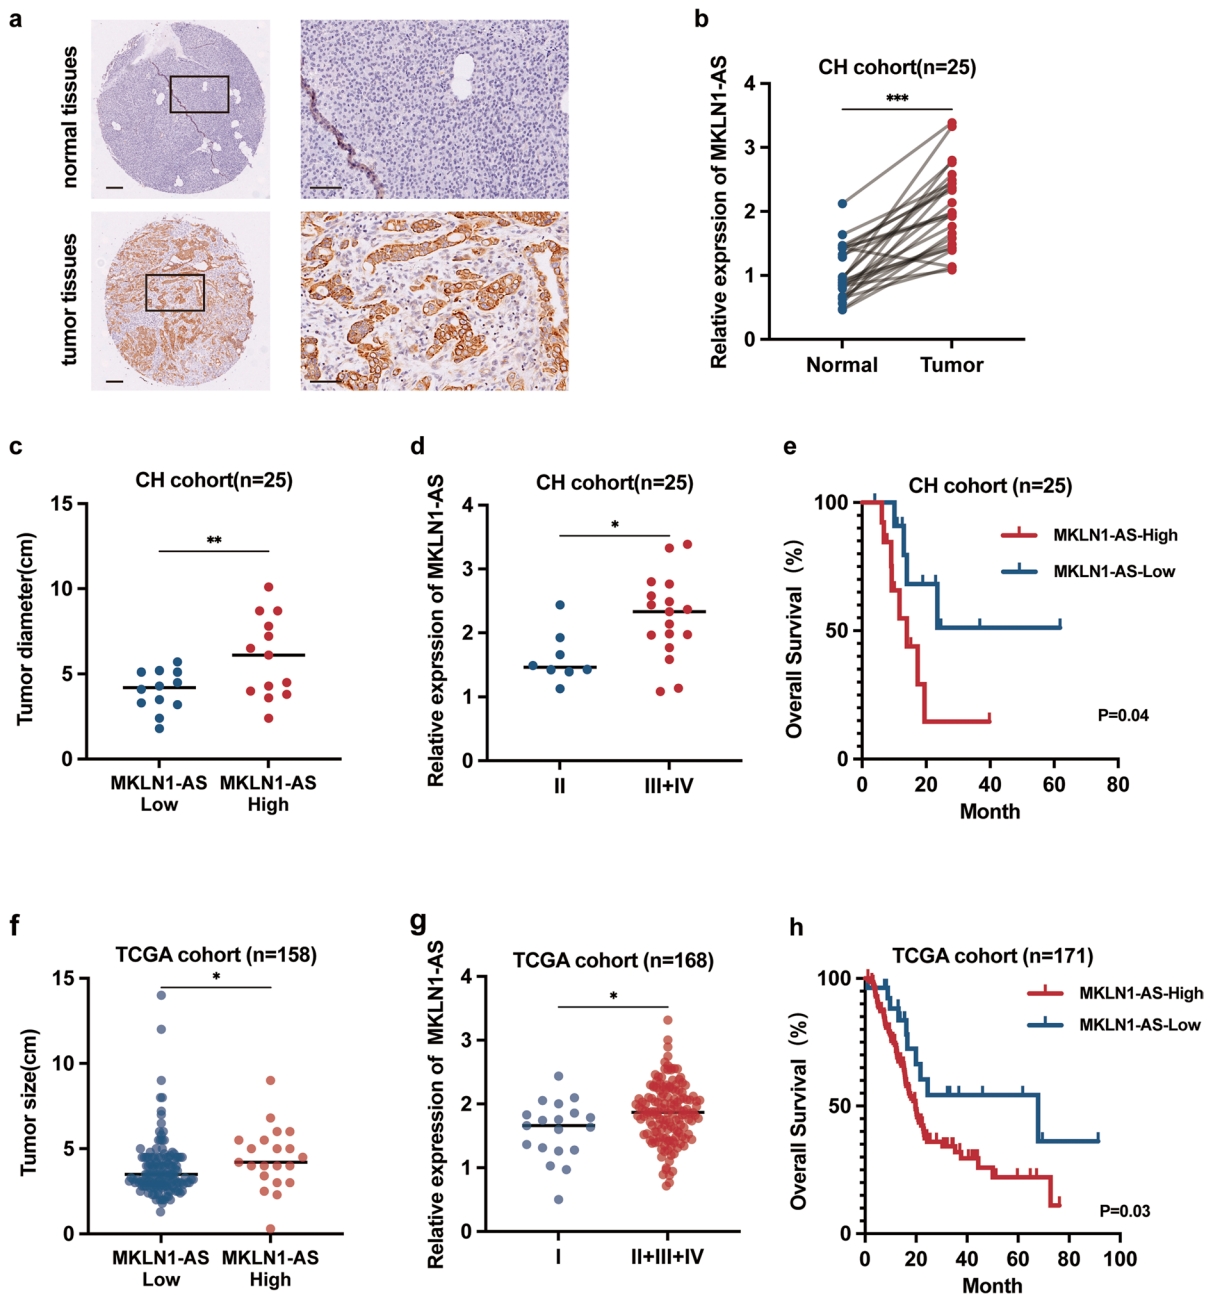 a
normal tissues
tumor tissues
b
CH cohort(n=25)
Relative exprssion of MKLN1-AS
4
3
2
1
0
***
Normal
Tumor
c
CH cohort(n=25)
Tumor diameter(cm)
15
10
5
0
**
MKLN1-AS
Low
MKLN1-AS
High
d
CH cohort(n=25)
Relative exprssion of MKLN1-AS
4
3
2
1
0
*
II
III+IV
e
CH cohort (n=25)
Overall Survival (%)
100
50
0
MKLN1-AS-High
MKLN1-AS-Low
P=0.04
0
20
40
60
80
Month
f
TCGA cohort (n=158)
Tumor size(cm)
15
10
5
0
*
MKLN1-AS
Low
MKLN1-AS
High
g
TCGA cohort (n=168)
Relative expression of MKLN1-AS
4
3
2
1
0
*
I
II+III+IV
h
TCGA cohort (n=171)
Overall Survival (%)
100
50
0
MKLN1-AS-High
MKLN1-AS-Low
P=0.03
0
20
40
60
80
100
Month